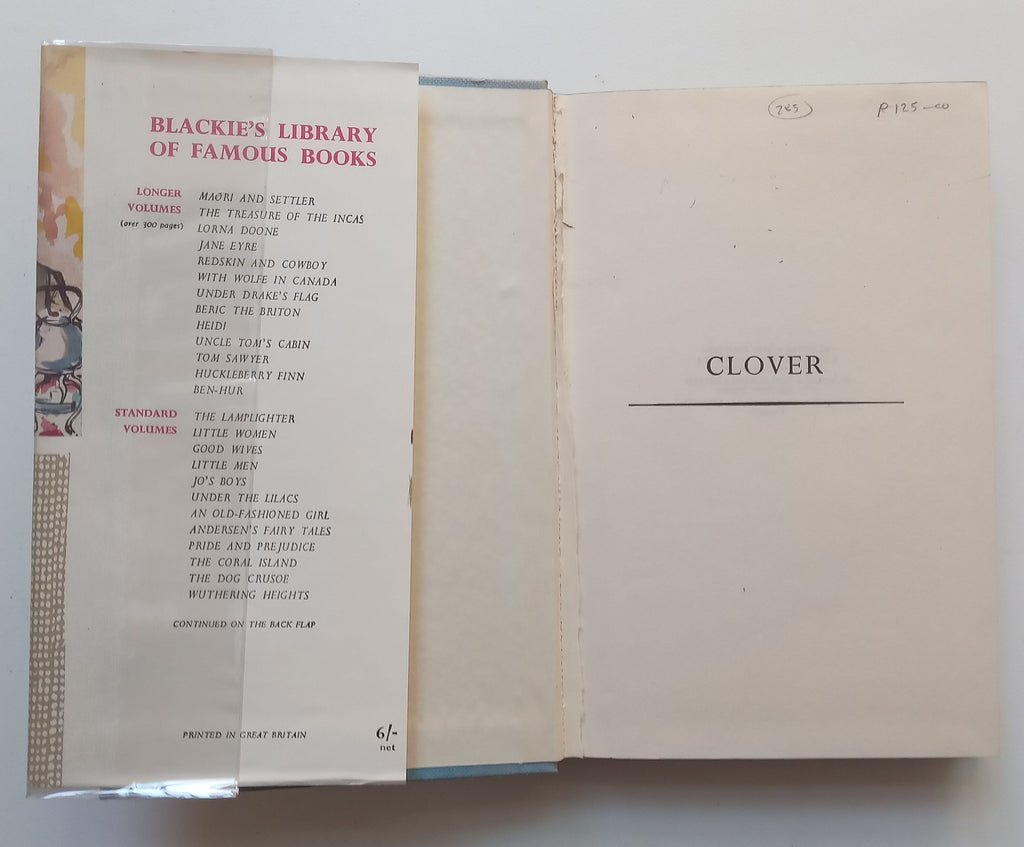 BLACKIE'S LIBRARY
OF FAMOUS BOOKS
LONGER
VOLUMES
(over 300 pages)
MAORI AND SETTLER
THE TREASURE OF THE INCAS
LORNA DOONE
JANE EYRE
REDSKIN AND COWBOY
WITH WOLFE IN CANADA
UNDER DRAKE'S FLAG
BERIC THE BRITON
HEIDI
UNCLE TOM'S CABIN
TOM SAWYER
HUCKLEBERRY FINN
BEN-HUR
STANDARD
VOLUMES
THE LAMPLIGHTER
LITTLE WOMEN
GOOD WIVES
LITTLE MEN
JO'S BOYS
UNDER THE LILACS
AN OLD-FASHIONED GIRL
ANDERSEN'S FAIRY TALES
PRIDE AND PREJUDICE
THE CORAL ISLAND
THE DOG CRUSOE
WUTHERING HEIGHTS
CONTINUED ON THE BACK FLAP
PRINTED IN GREAT BRITAIN
6/-
net
R125-00
CLOVER